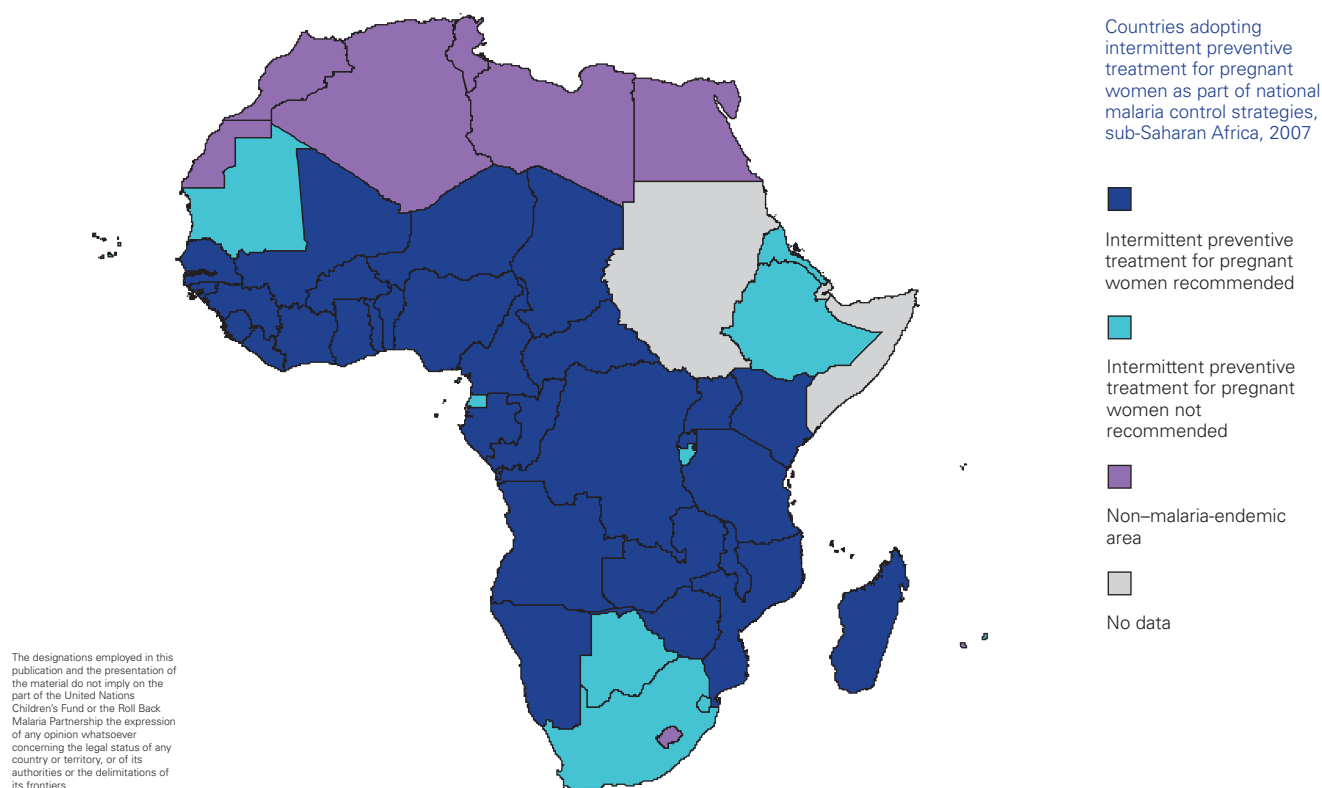 Countries adopting
intermittent preventive
treatment for pregnant
women as part of national
malaria control strategies,
sub-Saharan Africa, 2007
Intermittent preventive
treatment for pregnant
women recommended
Intermittent preventive
treatment for pregnant
women not
recommended
Non–malaria-endemic
area
No data
The designations employed in this
publication and the presentation of
the material do not imply on the
part of the United Nations
Children's Fund or the Roll Back
Malaria Partnership the expression
of any opinion whatsoever
concerning the legal status of any
country or territory, or of its
authorities or the delimitations of
its frontiers